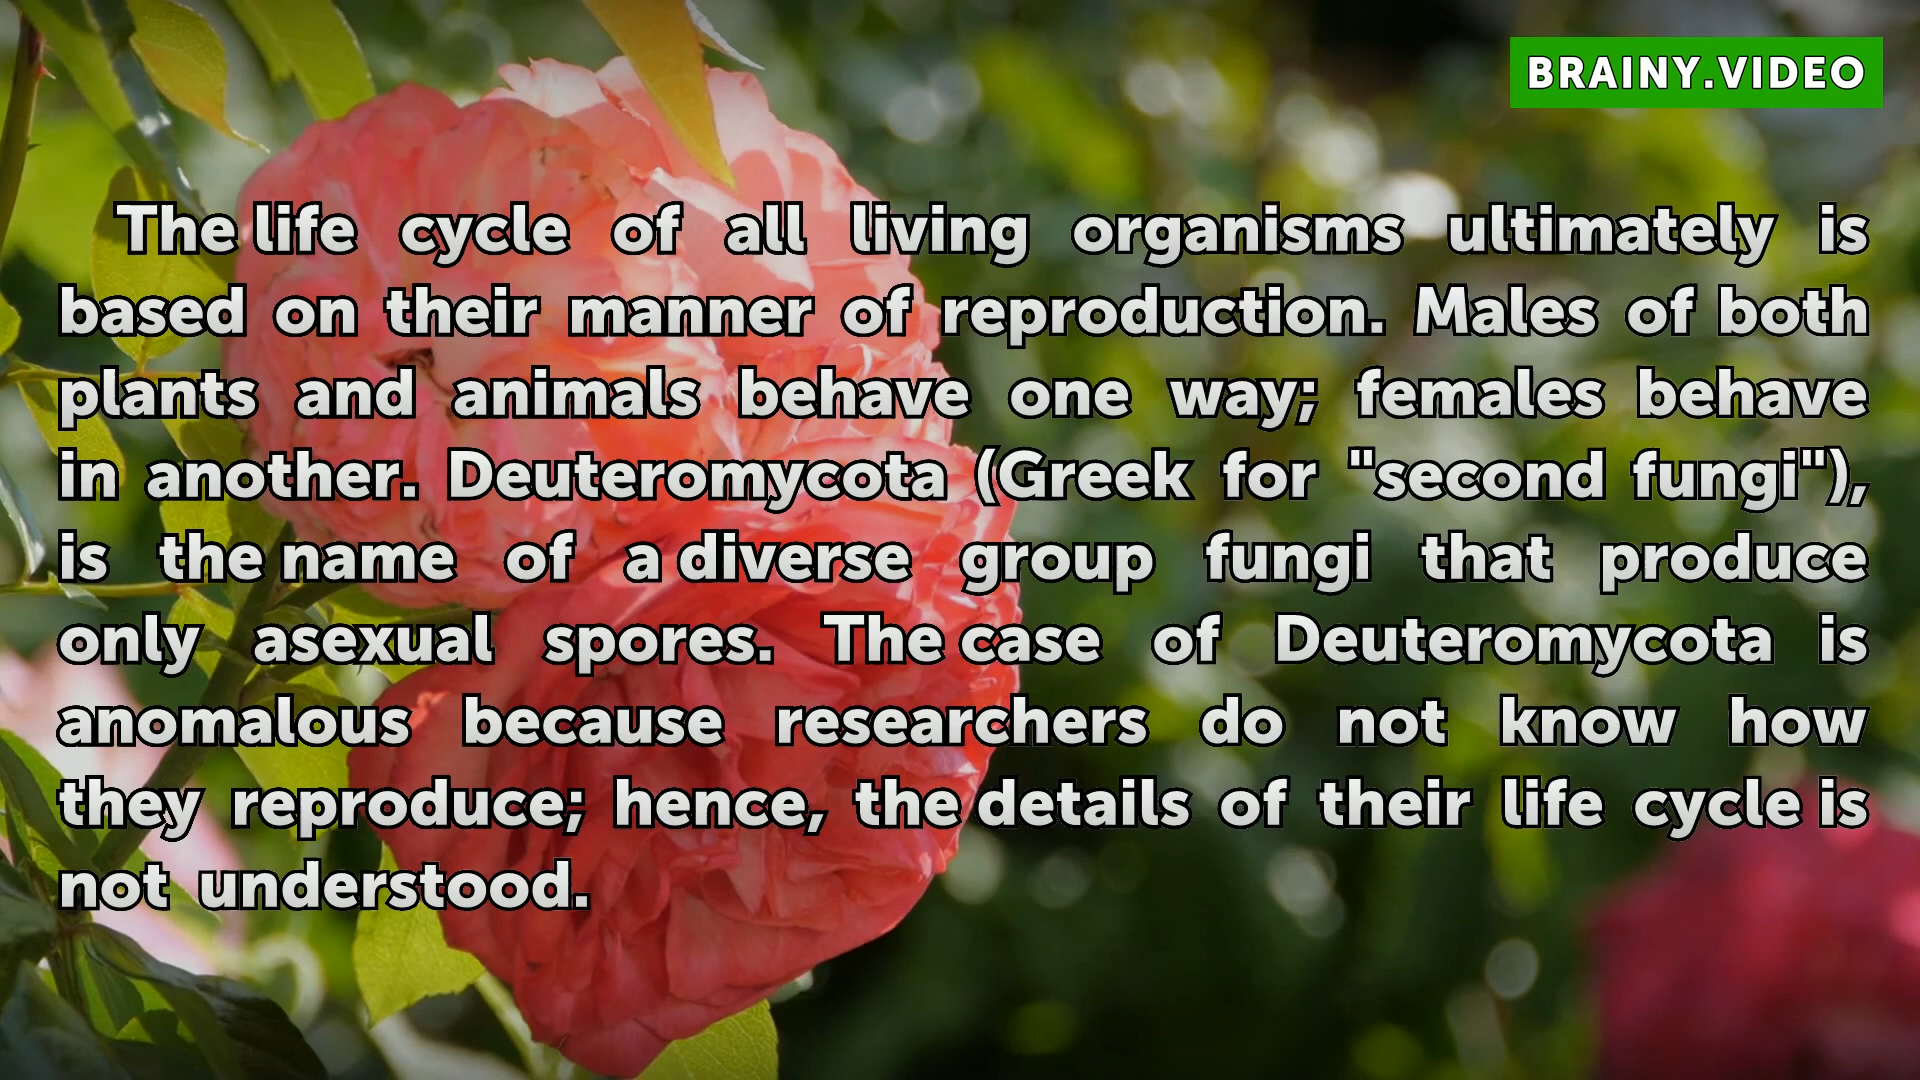 BRAINY.VIDEO
The life cycle of all living organisms ultimately is
based on their manner of reproduction. Males of both
plants and animals behave one way; females behave
in another. Deuteromycota (Greek for "second fungi"),
is the name of a diverse group fungi that produce
only asexual spores. The case of Deuteromycota is
anomalous because researchers do not know how
they reproduce; hence, the details of their life cycle is
not understood.